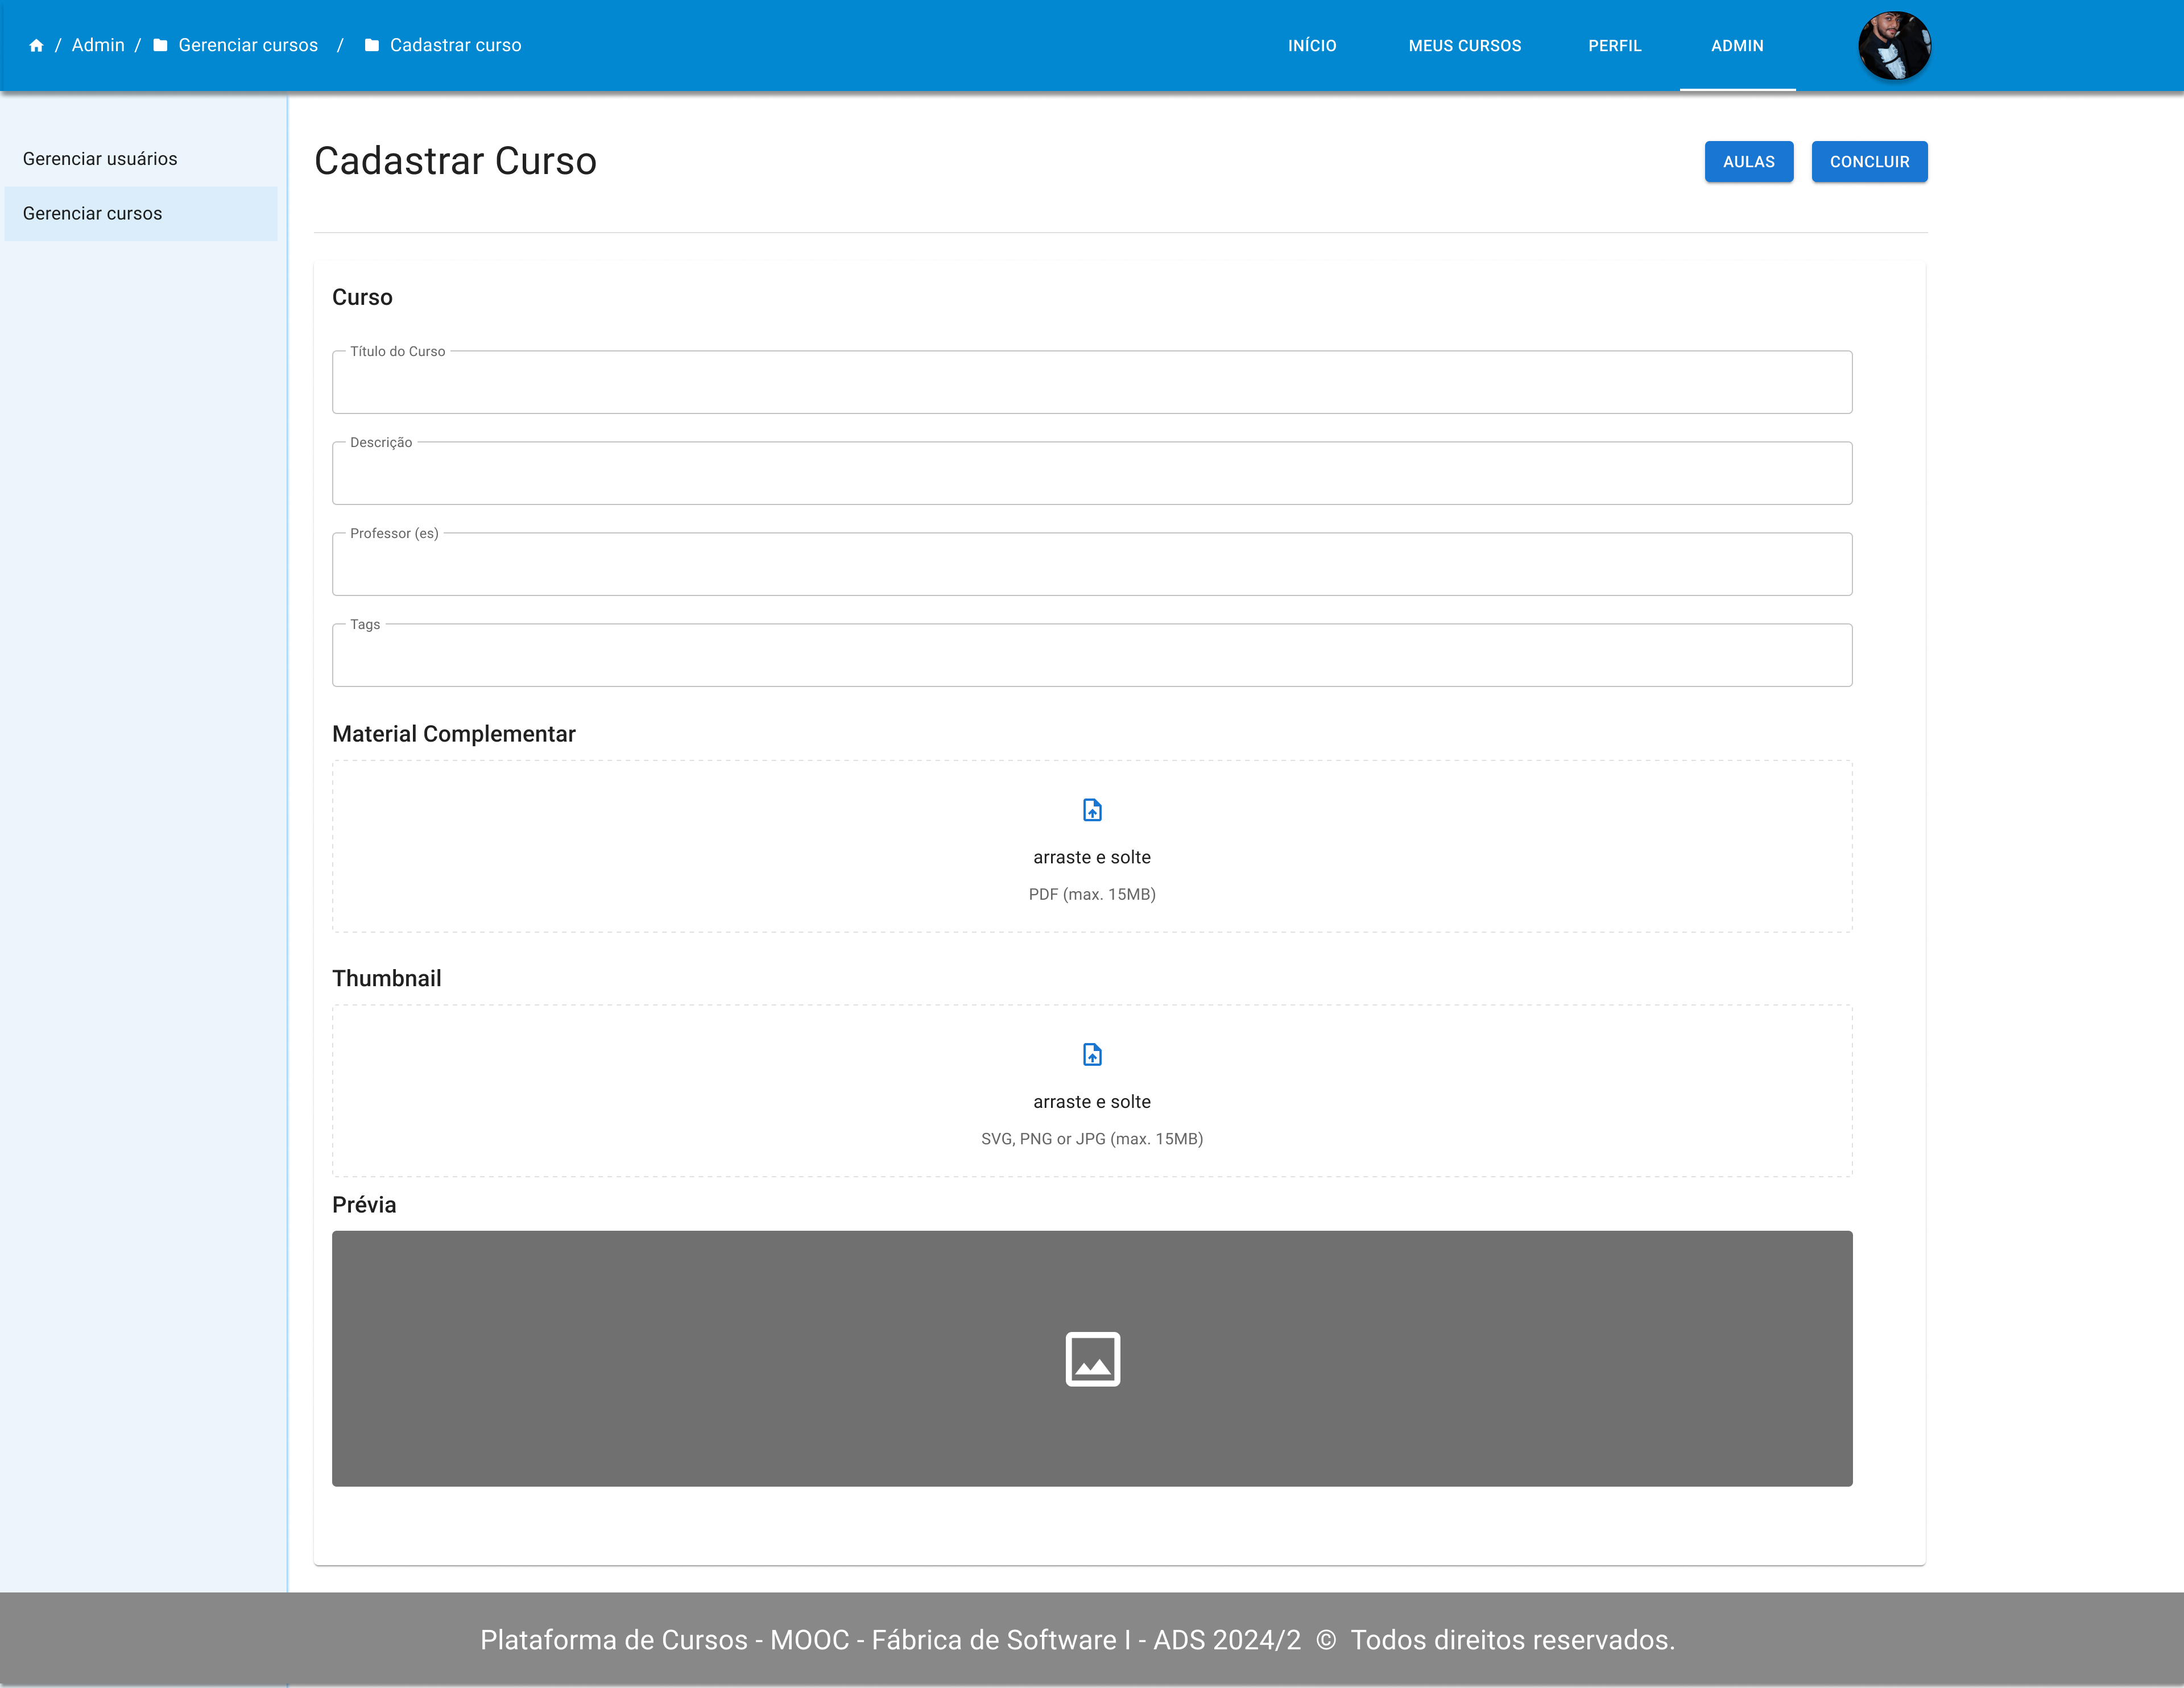 / Admin / Gerenciar cursos / Cadastrar curso
INÍCIO MEUS CURSOS PERFIL ADMIN
Gerenciar usuários
Gerenciar cursos
Cadastrar Curso
AULAS CONCLUIR
Curso
Título do Curso
Descrição
Professor (es)
Tags
Material Complementar
arraste e solte
PDF (max. 15MB)
Thumbnail
arraste e solte
SVG, PNG or JPG (max. 15MB)
Prévia
Plataforma de Cursos - MOOC - Fábrica de Software I - ADS 2024/2 © Todos direitos reservados.